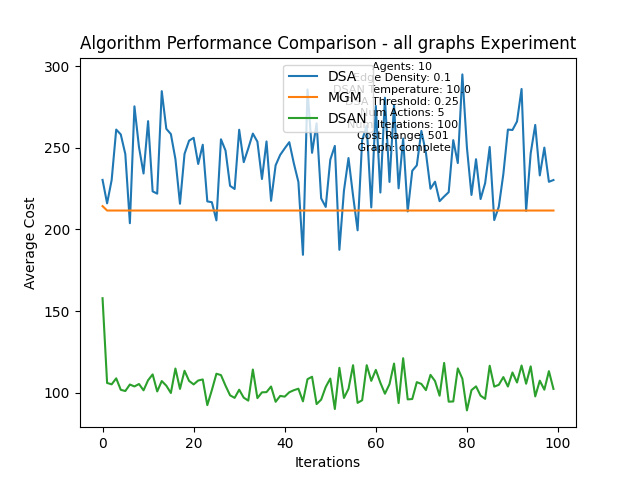 Algorithm Performance Comparison - all graphs Experiment
Average Cost
300
250
200
150
100
0
20
40
60
80
100
Iterations
DSA
MGM
DSAN
Agents: 10
Edge Density: 0.1
DSAN Temperature: 10.0
DSA Threshold: 0.25
Num Actions: 5
Num Iterations: 100
Cost Range: 501
Graph: complete